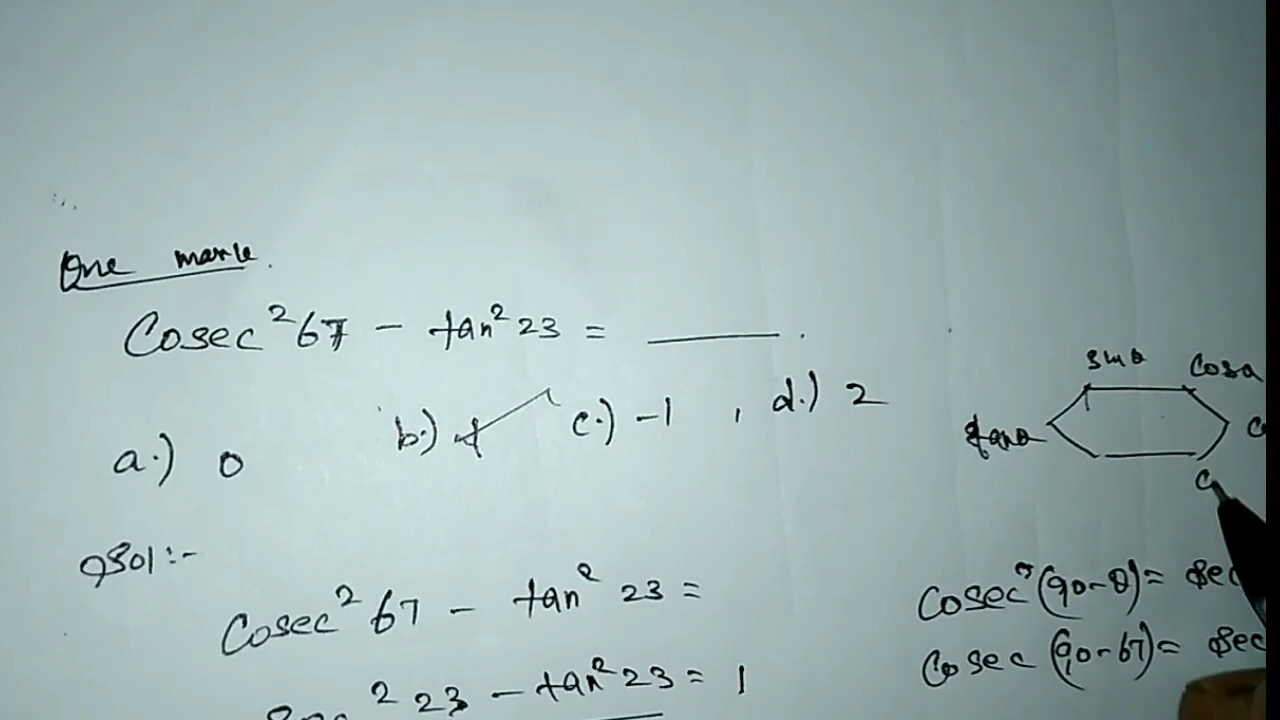 One mark.
Cosec²67 - tan²23 = ______.
a.) 0 b.) 1 c.) -1 , d.) 2
Sol:-
Cosec²67 - tan²23 =
Sec²23 - tan²23 = 1
sinθ cosθ
tanθ
Cosec(90-θ)= Sec
Cosec(90-67)= Sec